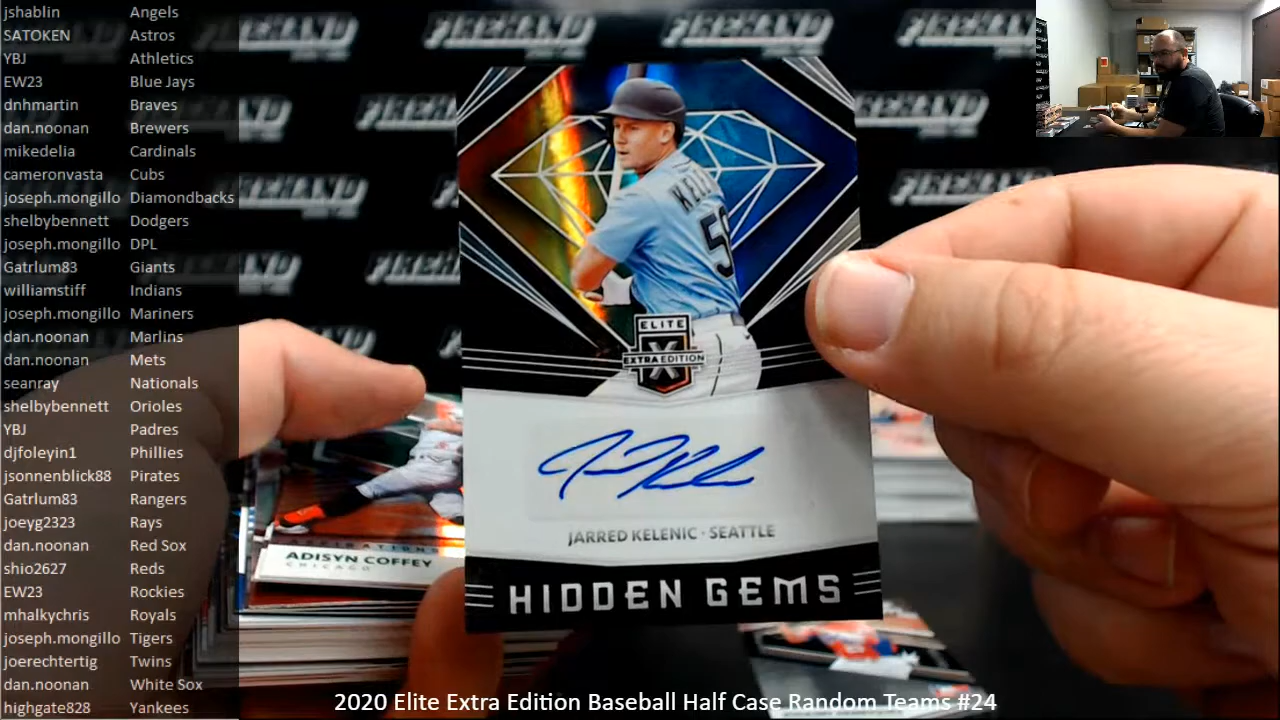 jshablin Angels
SATOKEN Astros
YBJ Athletics
EW23 Blue Jays
dnhmartin Braves
dan.noonan Brewers
mikedelia Cardinals
cameronvasta Cubs
joseph.mongillo Diamondbacks
shelbybennett Dodgers
joseph.mongillo DPL
Gatrlum83 Giants
williamstiff Indians
joseph.mongillo Mariners
dan.noonan Marlins
dan.noonan Mets
seanray Nationals
shelbybennett Orioles
YBJ Padres
djfoleyin1 Phillies
jsonnenblick88 Pirates
Gatrlum83 Rangers
joeyg2323 Rays
dan.noonan Red Sox
shio2627 Reds
EW23 Rockies
mhalkychris Royals
joseph.mongillo Tigers
joerechtertig Twins
dan.noonan White Sox
highgate828 Yankees
FIREHAND FIREHAND FIREHAND
FIREHAND
ELITE
X
EXTRA EDITION
JARRED KELENIC · SEATTLE
HIDDEN GEMS
ADISYN COFFEY
CHICAGO
2020 Elite Extra Edition Baseball Half Case Random Teams #24